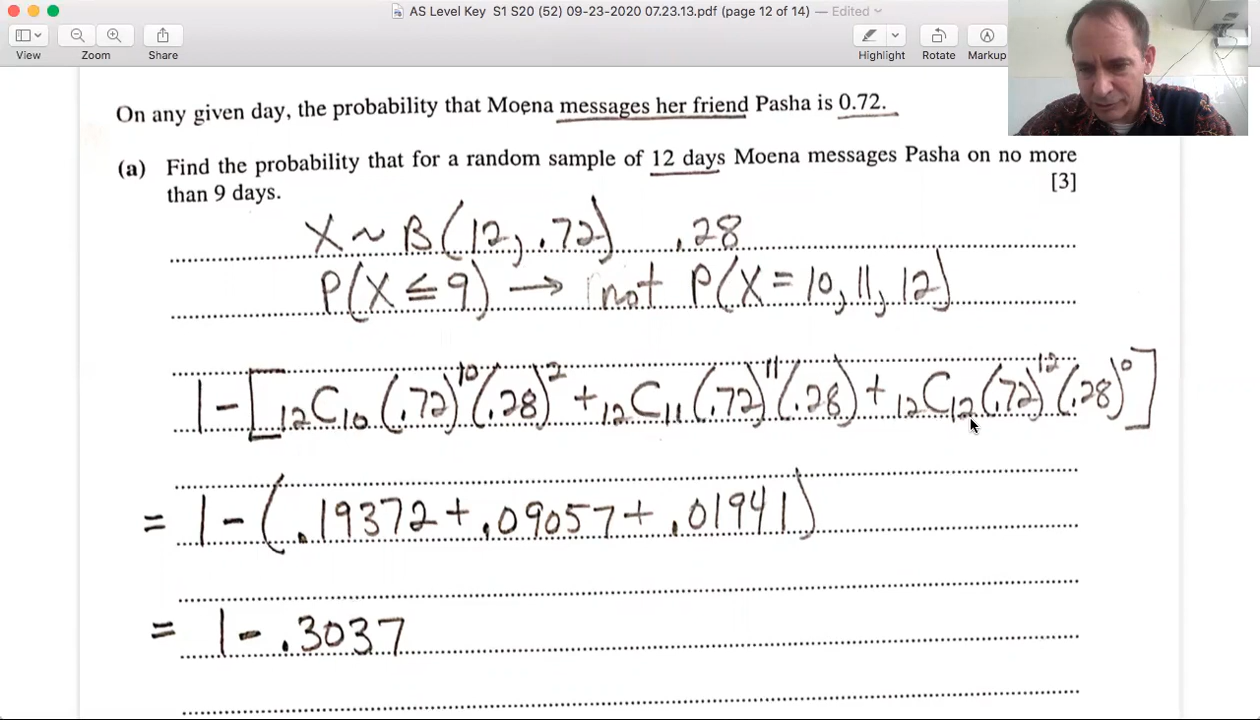 AS Level Key S1 S20 (52) 09-23-2020 07.23.13.pdf (page 12 of 14) — Edited
View Zoom Share Highlight Rotate Markup
On any given day, the probability that Moena messages her friend Pasha is 0.72.
(a) Find the probability that for a random sample of 12 days Moena messages Pasha on no more
than 9 days. [3]
X ~ B(12, .72) .28
P(X ≤ 9) → not P(X = 10, 11, 12)
1 - [₁₂C₁₀ (.72)¹⁰ (.28)² + ₁₂C₁₁ (.72)¹¹ (.28) + ₁₂C₁₂ (.72)¹² (.28)⁰]
= 1 - (.19372 + .09057 + .01941)
= 1 - .3037